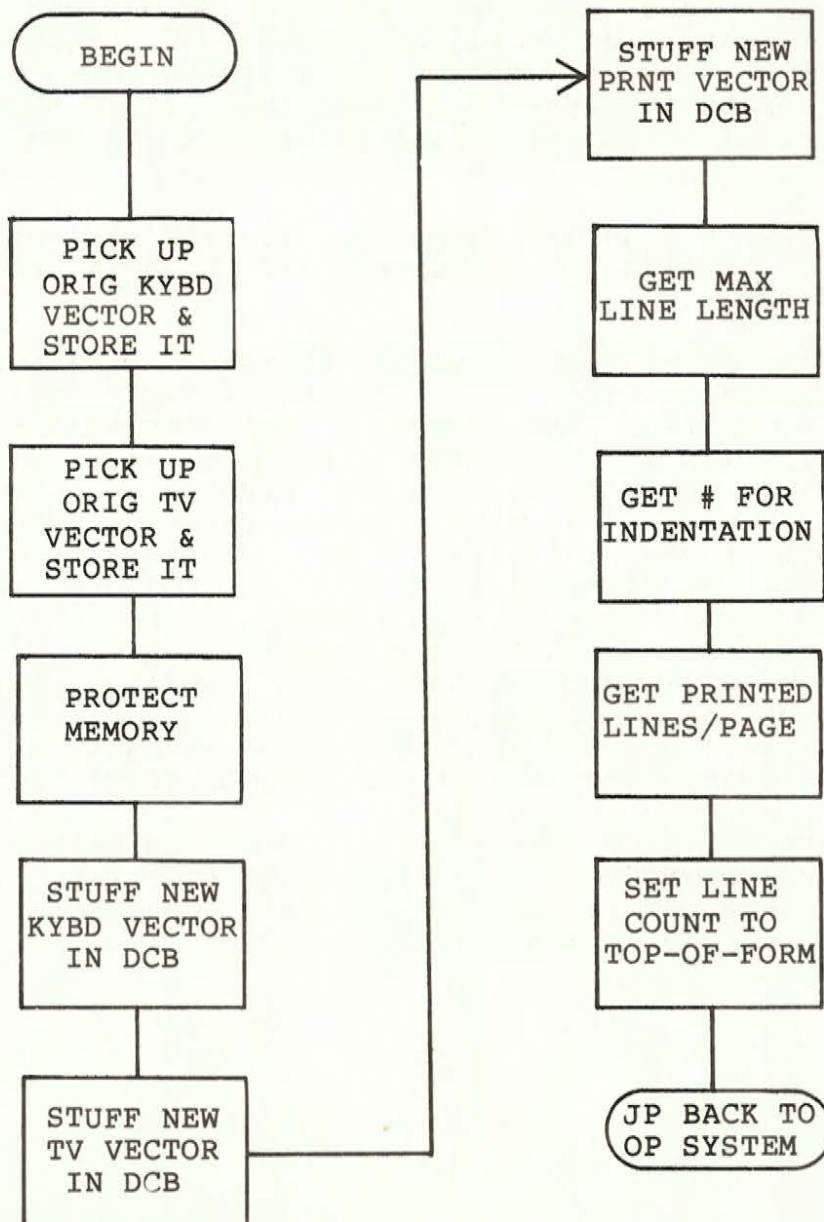 BEGIN
PICK UP
ORIG KYBD
VECTOR &
STORE IT
PICK UP
ORIG TV
VECTOR &
STORE IT
PROTECT
MEMORY
STUFF NEW
KYBD VECTOR
IN DCB
STUFF NEW
TV VECTOR
IN DCB
STUFF NEW
PRNT VECTOR
IN DCB
GET MAX
LINE LENGTH
GET # FOR
INDENTATION
GET PRINTED
LINES/PAGE
SET LINE
COUNT TO
TOP-OF-FORM
JP BACK TO
OP SYSTEM